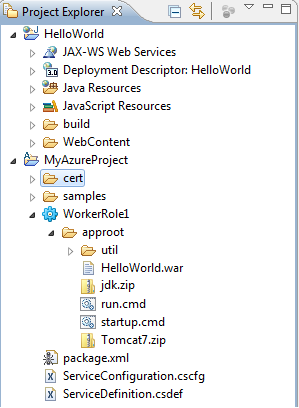 Project Explorer
HelloWorld
JAX-WS Web Services
Deployment Descriptor: HelloWorld
Java Resources
JavaScript Resources
build
WebContent
MyAzureProject
cert
samples
WorkerRole1
approot
util
HelloWorld.war
jdk.zip
run.cmd
startup.cmd
Tomcat7.zip
package.xml
ServiceConfiguration.cscfg
ServiceDefinition.csdef